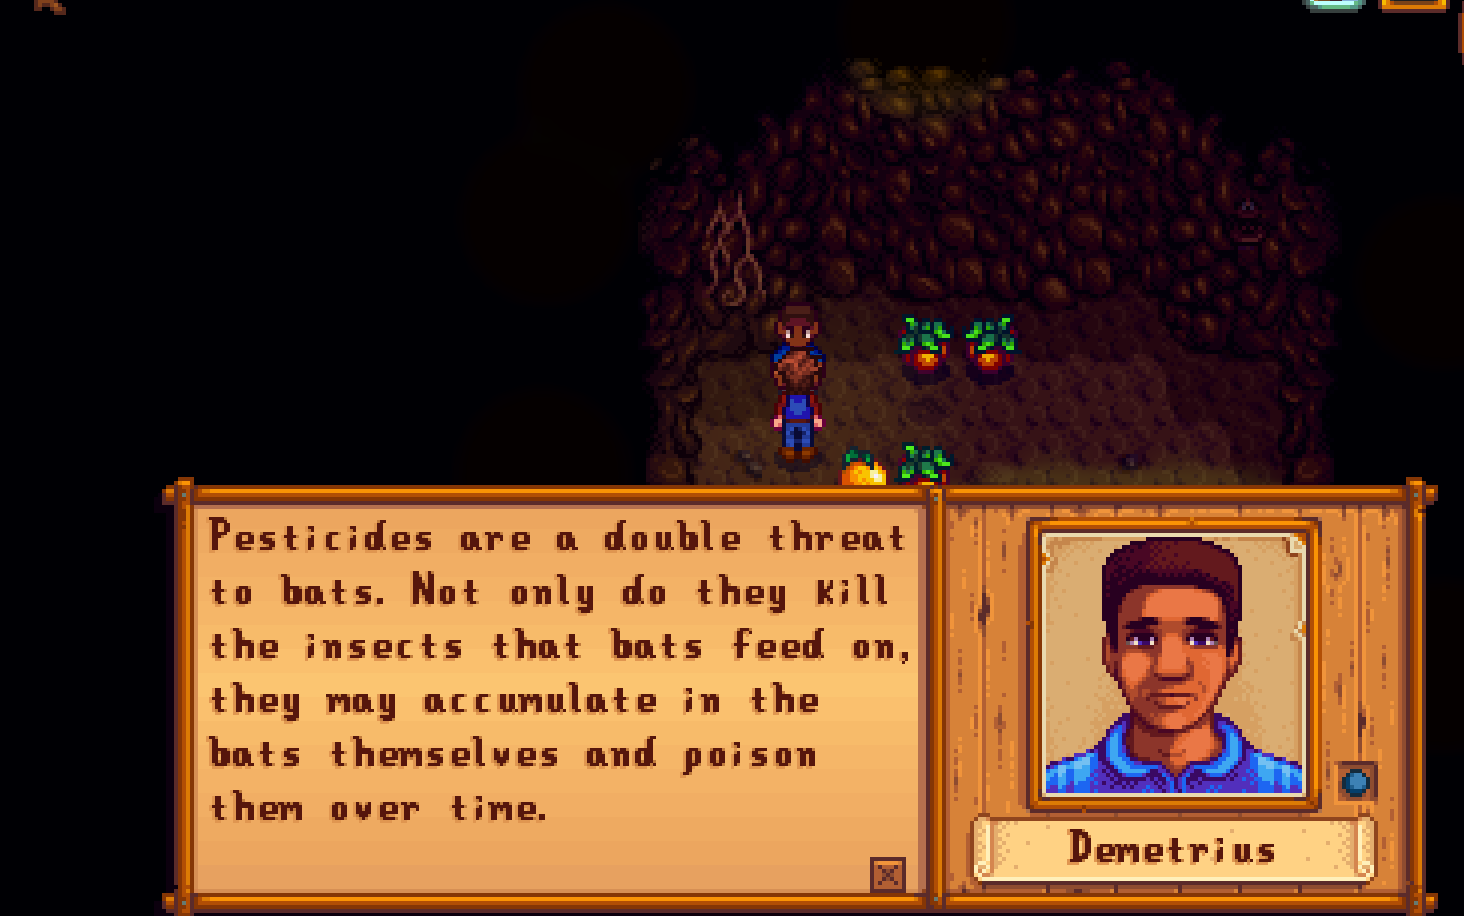 Pesticides are a double threat
to bats. Not only do they kill
the insects that bats feed on,
they may accumulate in the
bats themselves and poison
them over time.
Demetrius